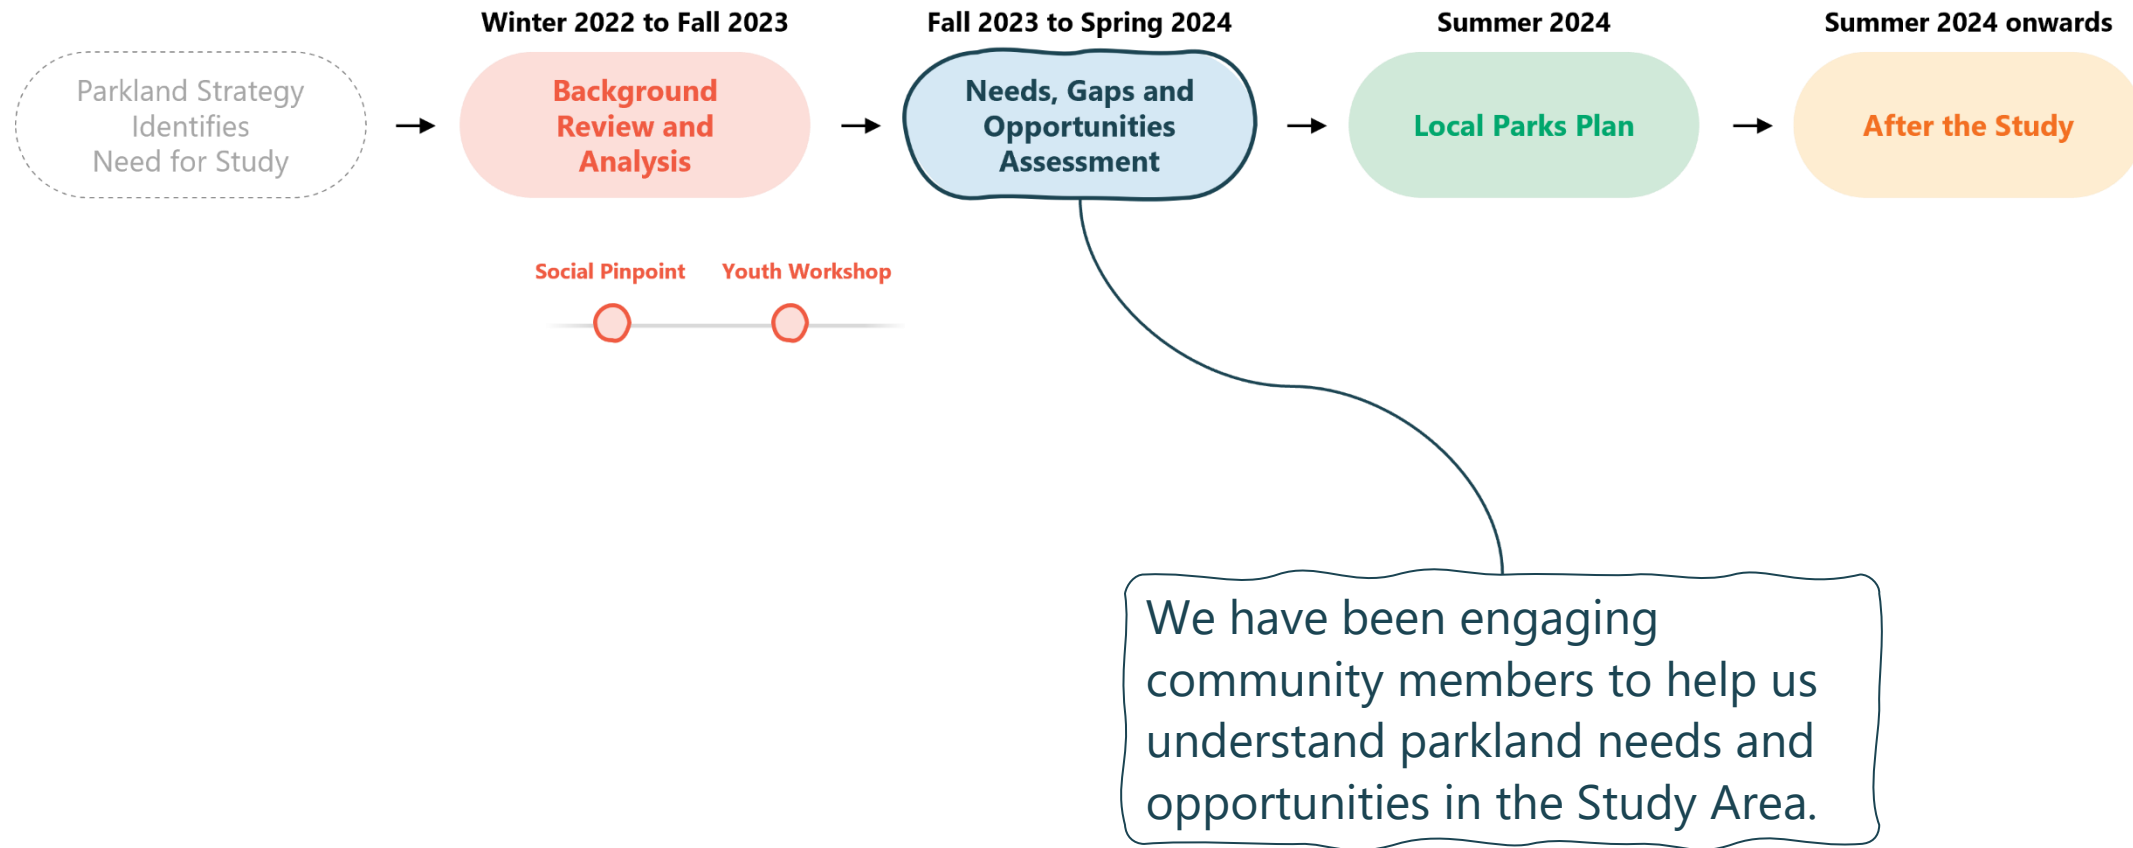 Winter 2022 to Fall 2023
Fall 2023 to Spring 2024
Summer 2024
Summer 2024 onwards
Parkland Strategy
Identifies
Need for Study
Background
Review and
Analysis
Needs, Gaps and
Opportunities
Assessment
Local Parks Plan
After the Study
Social Pinpoint
Youth Workshop
We have been engaging
community members to help us
understand parkland needs and
opportunities in the Study Area.